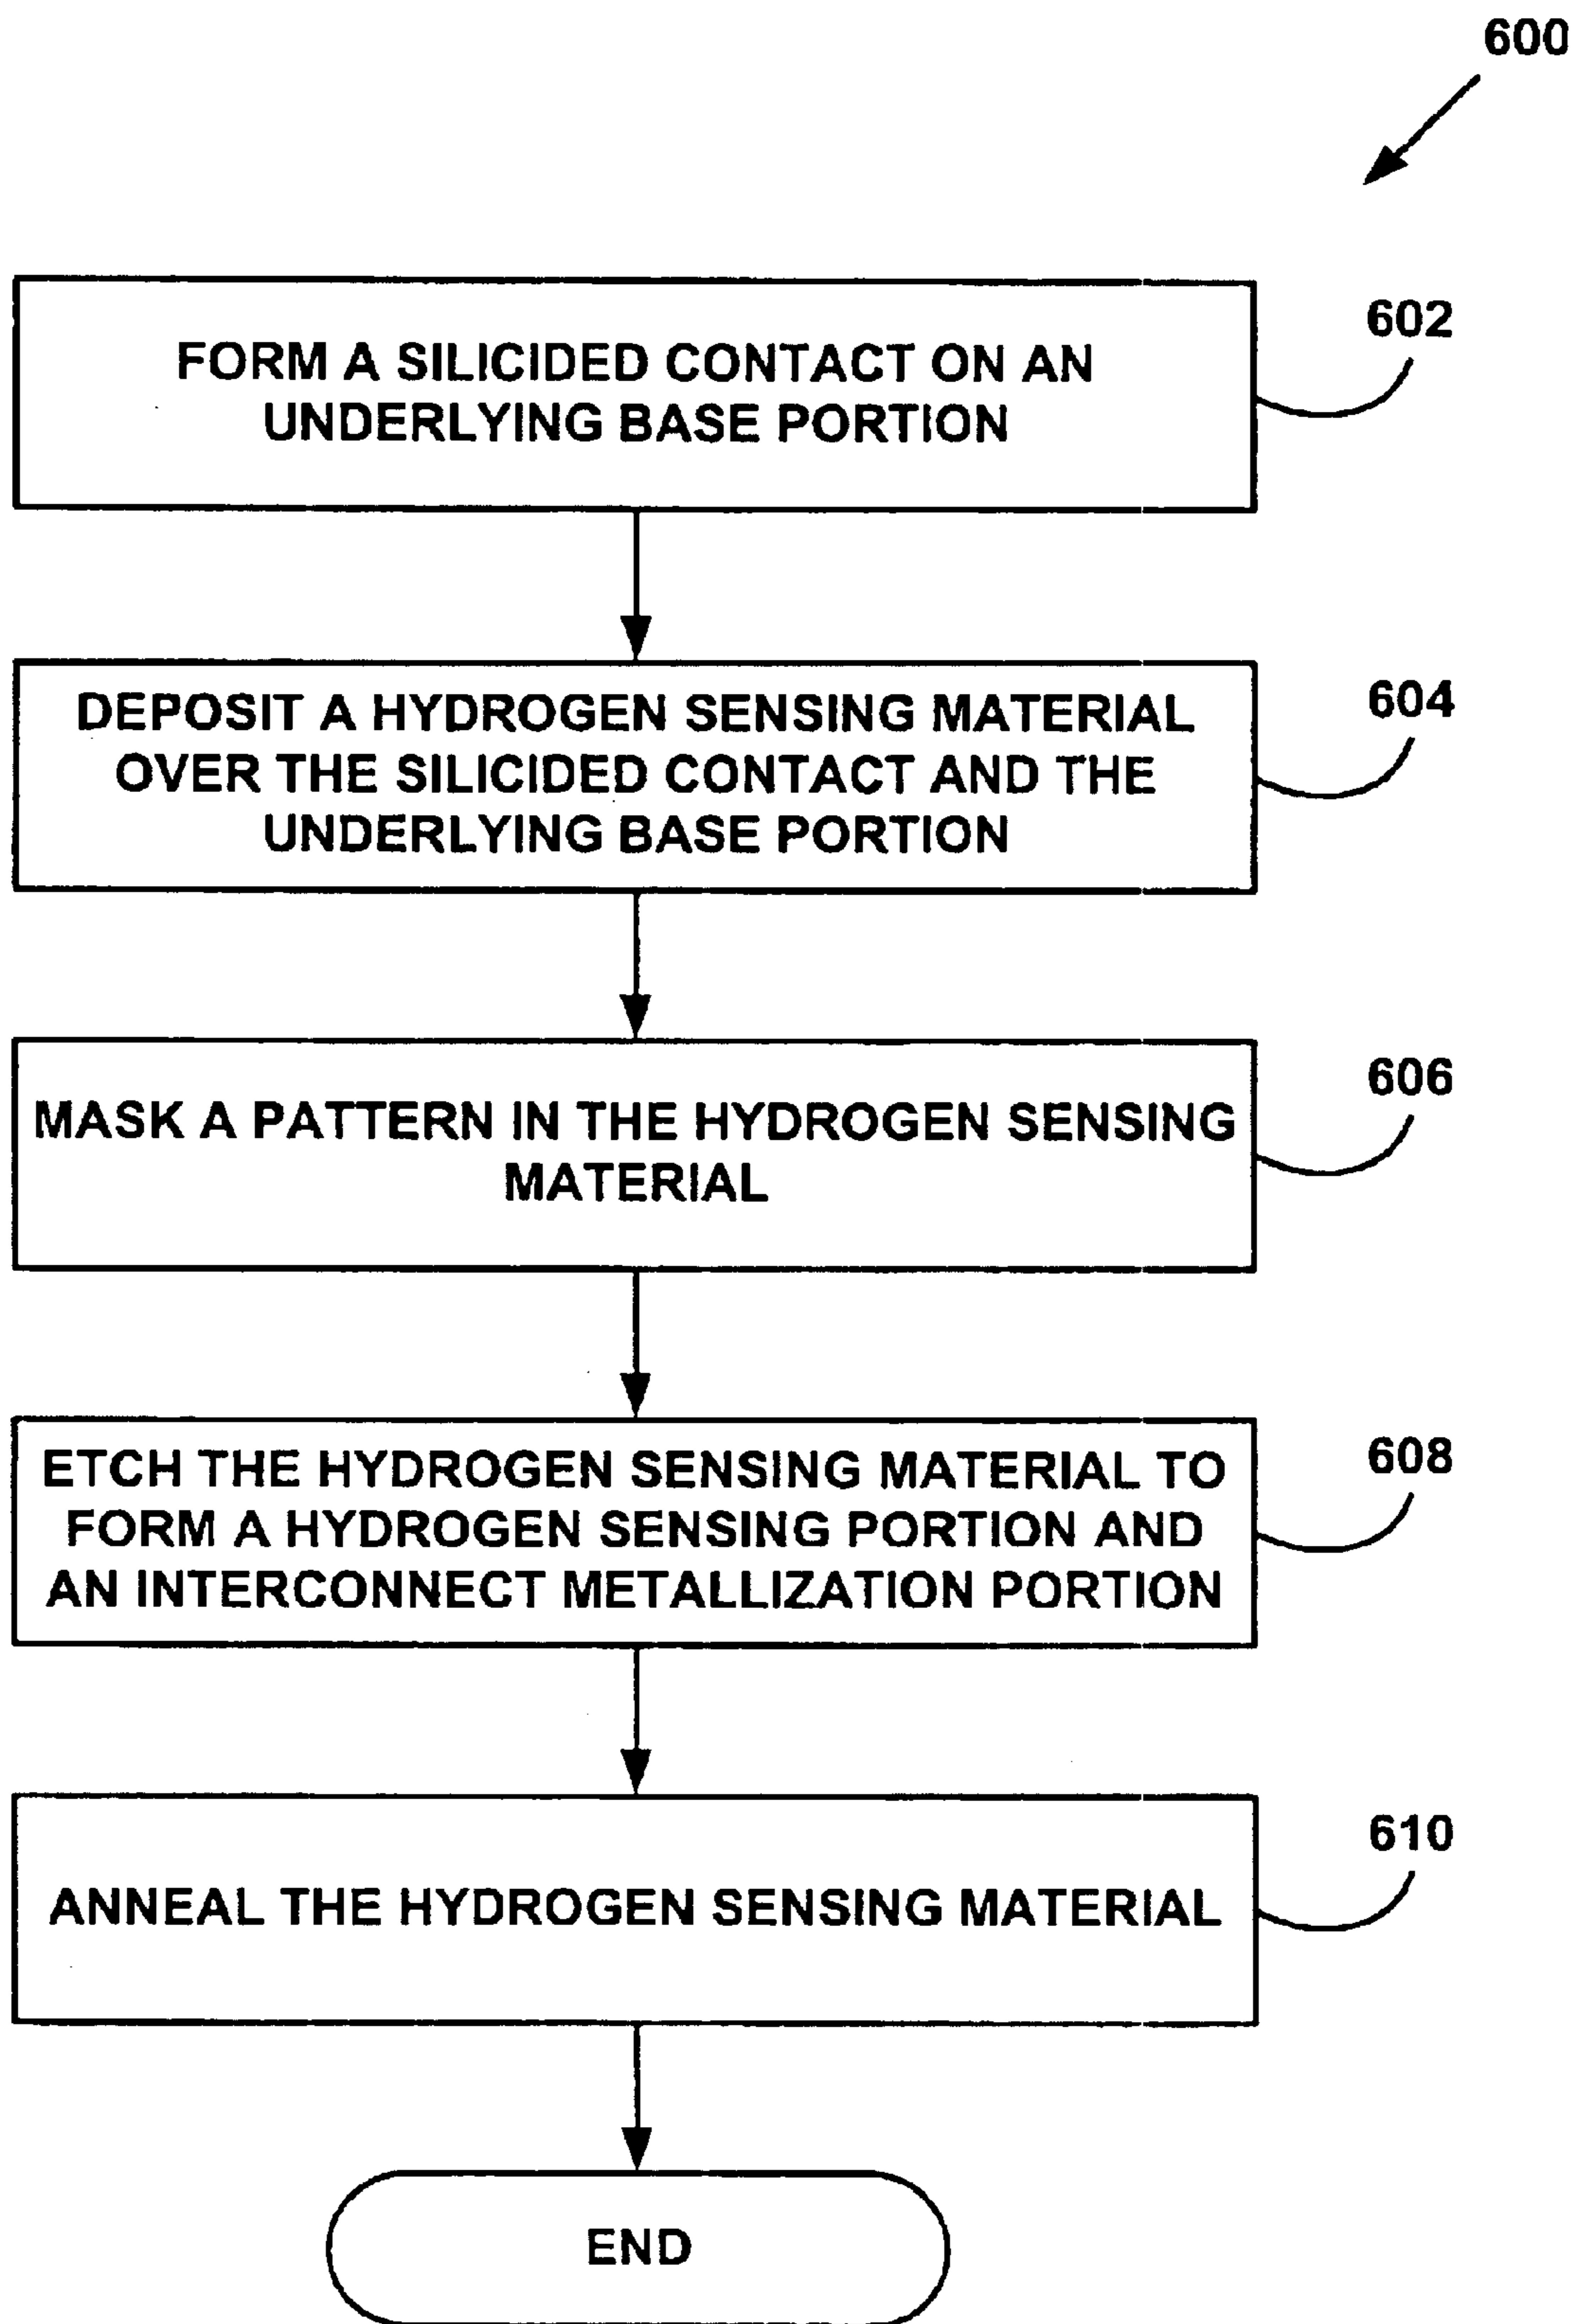 600
FORM A SILICIDED CONTACT ON AN
UNDERLYING BASE PORTION
602
DEPOSIT A HYDROGEN SENSING MATERIAL
OVER THE SILICIDED CONTACT AND THE
UNDERLYING BASE PORTION
604
MASK A PATTERN IN THE HYDROGEN SENSING
MATERIAL
606
ETCH THE HYDROGEN SENSING MATERIAL TO
FORM A HYDROGEN SENSING PORTION AND
AN INTERCONNECT METALLIZATION PORTION
608
ANNEAL THE HYDROGEN SENSING MATERIAL
610
END